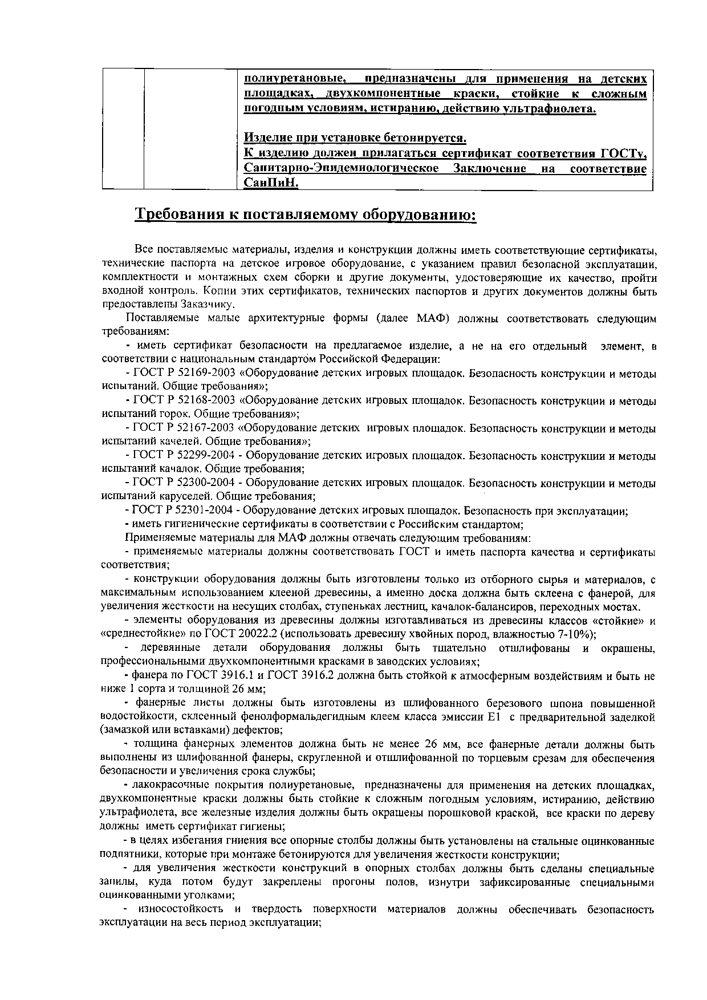 полиуретановые, предназначены для применения на детских
площадках, двухкомпонентные краски, стойкие к сложным
погодным условиям, истиранию, действию ультрафиолета.
Изделие при установке бетонируется.
К изделию должен прилагаться сертификат соответствия ГОСТу,
Санитарно-Эпидемиологическое Заключение на соответствие
СанПиН.
Требования к поставляемому оборудованию:
Все поставляемые материалы, изделия и конструкции должны иметь соответствующие сертификаты,
технические паспорта на детское игровое оборудование, с указанием правил безопасной эксплуатации,
комплектности и монтажных схем сборки и другие документы, удостоверяющие их качество, пройти
входной контроль. Копии этих сертификатов, технических паспортов и других документов должны быть
предоставлены Заказчику.
Поставляемые малые архитектурные формы (далее МАФ) должны соответствовать следующим
требованиям:
- иметь сертификат безопасности на предлагаемое изделие, а не на его отдельный элемент, в
соответствии с национальным стандартом Российской Федерации:
- ГОСТ Р 52169-2003 «Оборудование детских игровых площадок. Безопасность конструкции и методы
испытаний. Общие требования»;
- ГОСТ Р 52168-2003 «Оборудование детских игровых площадок. Безопасность конструкции и методы
испытаний горок. Общие требования»;
- ГОСТ Р 52167-2003 «Оборудование детских игровых площадок. Безопасность конструкции и методы
испытаний качелей. Общие требования»;
- ГОСТ Р 52299-2004 - Оборудование детских игровых площадок. Безопасность конструкции и методы
испытаний качалок. Общие требования;
- ГОСТ Р 52300-2004 - Оборудование детских игровых площадок. Безопасность конструкции и методы
испытаний каруселей. Общие требования;
- ГОСТ Р 52301-2004 - Оборудование детских игровых площадок. Безопасность при эксплуатации;
- иметь гигиенические сертификаты в соответствии с Российским стандартом;
Применяемые материалы для МАФ должны отвечать следующим требованиям:
- применяемые материалы должны соответствовать ГОСТ и иметь паспорта качества и сертификаты
соответствия;
- конструкции оборудования должны быть изготовлены только из отборного сырья и материалов, с
максимальным использованием клееной древесины, а именно доска должна быть склеена с фанерой, для
увеличения жесткости на несущих столбах, ступеньках лестниц, качалок-балансиров, переходных мостах.
- элементы оборудования из древесины должны изготавливаться из древесины классов «стойкие» и
«среднестойкие» по ГОСТ 20022.2 (использовать древесину хвойных пород, влажностью 7-10%);
- деревянные детали оборудования должны быть тщательно отшлифованы и окрашены,
профессиональными двухкомпонентными красками в заводских условиях;
- фанера по ГОСТ 3916.1 и ГОСТ 3916.2 должна быть стойкой к атмосферным воздействиям и быть не
ниже 1 сорта и толщиной 26 мм;
- фанерные листы должны быть изготовлены из шлифованного березового шпона повышенной
водостойкости, склеенный фенолформальдегидным клеем класса эмиссии Е1 с предварительной заделкой
(замазкой или вставками) дефектов;
- толщина фанерных элементов должна быть не менее 26 мм, все фанерные детали должны быть
выполнены из шлифованной фанеры, скругленной и отшлифованной по торцевым срезам для обеспечения
безопасности и увеличения срока службы;
- лакокрасочные покрытия полиуретановые, предназначены для применения на детских площадках,
двухкомпонентные краски должны быть стойкие к сложным погодным условиям, истиранию, действию
ультрафиолета, все железные изделия должны быть окрашены порошковой краской, все краски по дереву
должны иметь сертификат гигиены;
- в целях избегания гниения все опорные столбы должны быть установлены на стальные оцинкованные
подпятники, которые при монтаже бетонируются для увеличения жесткости конструкции;
- для увеличения жесткости конструкций в опорных столбах должны быть сделаны специальные
запилы, куда потом будут закреплены прогоны полов, изнутри зафиксированные специальными
оцинкованными уголками;
- износостойкость и твердость поверхности материалов должны обеспечивать безопасность
эксплуатации на весь период эксплуатации;